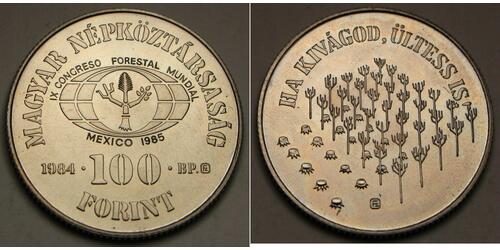 MAGYAR NÉPKÖZTÁRSASÁG
IX CONGRESO FORESTAL MUNDIAL
MEXICO 1985
1984 · 100 · BP.
FORINT
HA KIVÁGOD, ÜLTESS IS!